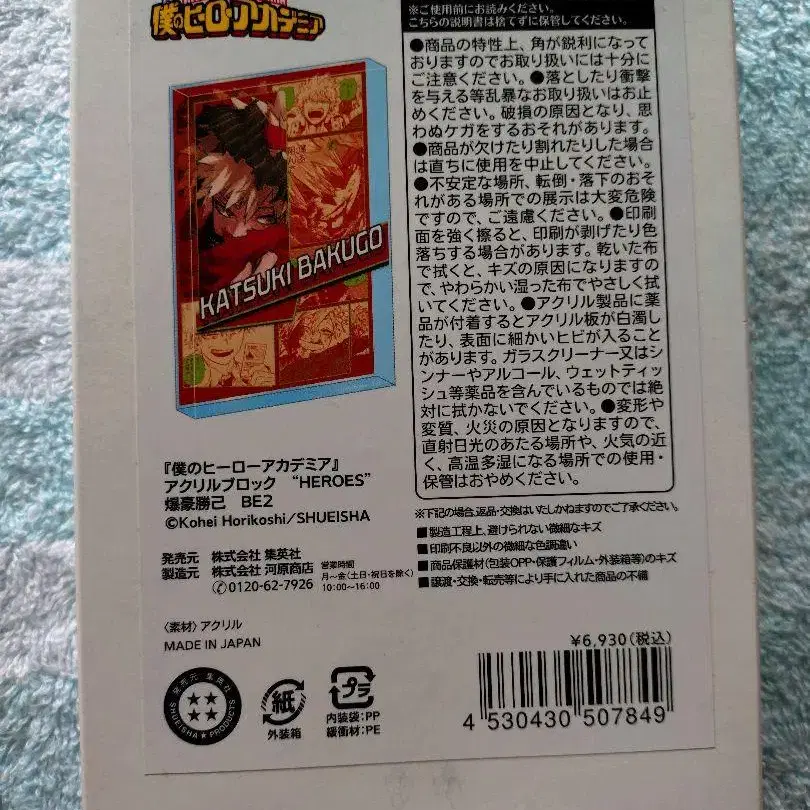 僕のヒーローアカデミア
KATSUKI BAKUGO
『僕のヒーローアカデミア』
アクリルブロック “HEROES”
爆豪勝己 BE2
©Kohei Horikoshi/SHUEISHA
発売元 株式会社 集英社
製造元 株式会社 河原商店
✆0120-62-7926
営業時間
月～金(土日・祝日を除く)
10:00～16:00
〈素材〉アクリル
MADE IN JAPAN
発売元 集英社
SHUEISHA★PRODUCTS
紙
外装箱
プラ
内装袋:PP
緩衝材:PE
※ご使用前にお読みください。
こちらの説明書は捨てずに保管してください。
●商品の特性上、角が鋭利になって
おりますのでお取り扱いには十分に
ご注意ください。●落としたり衝撃
を与える等乱暴なお取り扱いはお止
めください。破損の原因となり、思
わぬケガをするおそれがあります。
●商品が欠けたり割れたりした場合
は直ちに使用を中止してください。
●不安定な場所、転倒・落下のおそ
れがある場所での展示は大変危険
ですので、ご遠慮ください。●印刷
面を強く擦ると、印刷が剥げたり色
落ちする場合があります。乾いた布
で拭くと、キズの原因になりますの
で、やわらかい湿った布でやさしく拭
いてください。●アクリル製品に薬
品が付着するとアクリル板が白濁し
たり、表面に細かいヒビが入ること
があります。ガラスクリーナー又はシ
ンナーやアルコール、ウェットティッ
シュ等薬品を含んでいるものでは絶
対に拭かないでください。●変形や
変質、火災の原因となりますので、
直射日光のあたる場所や、火気の近
く、高温多湿になる場所での使用・
保管はおやめください。
※下記の場合、返品・交換はいたしかねますのでご了承ください。
■製造工程上、避けられない微細なキズ
■印刷不良以外の微細な色調違い
■商品保護材(包装OPP・保護フィルム・外装箱等)のキズ
■譲渡・交換・転売等により手に入れた商品の不備
¥6,930(税込)
4 530430 507849